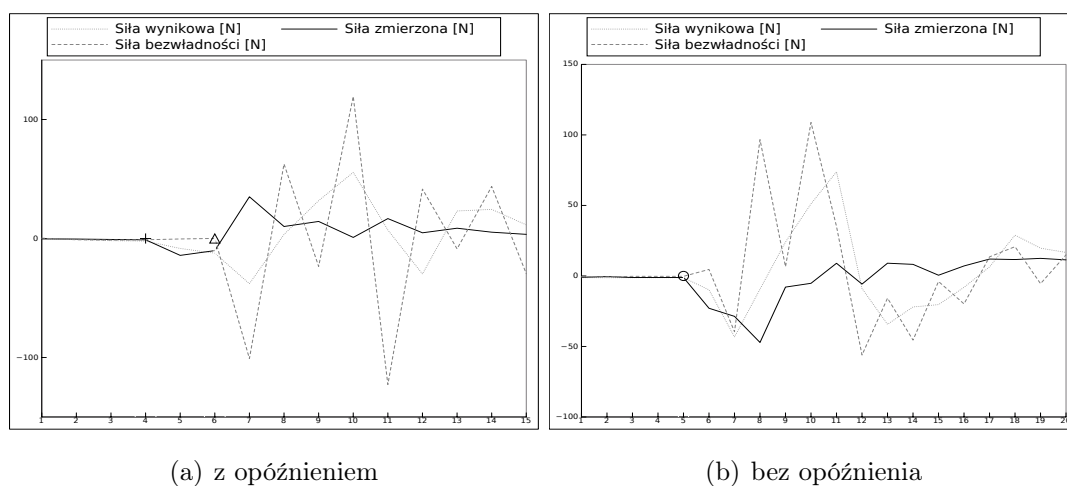 Siła wynikowa [N] Siła zmierzona [N]
Siła bezwładności [N]
100
0
−100
1 2 3 4 5 6 7 8 9 10 11 12 13 14 15
(a) z opóźnieniem
Siła wynikowa [N] Siła zmierzona [N]
Siła bezwładności [N]
150
100
50
0
−50
−100
1 2 3 4 5 6 7 8 9 10 11 12 13 14 15 16 17 18 19 20
(b) bez opóźnienia